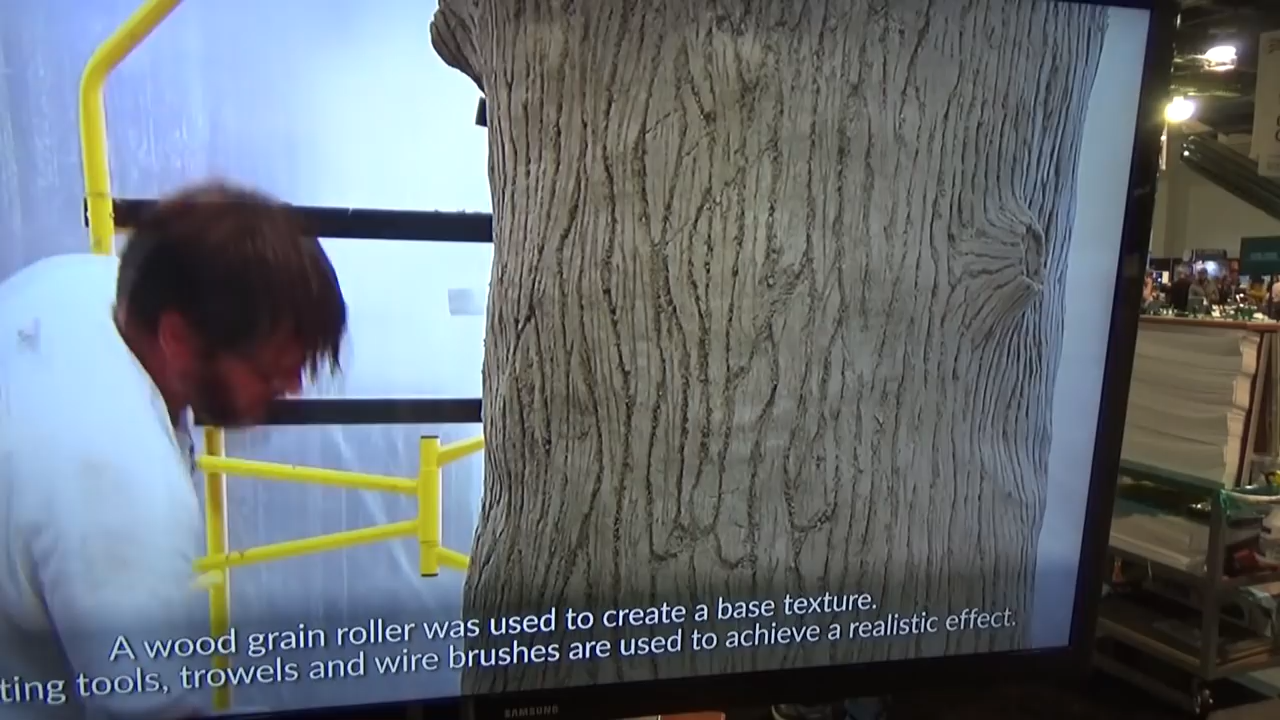 A wood grain roller was used to create a base texture.
ting tools, trowels and wire brushes are used to achieve a realistic effect.
SAMSUNG